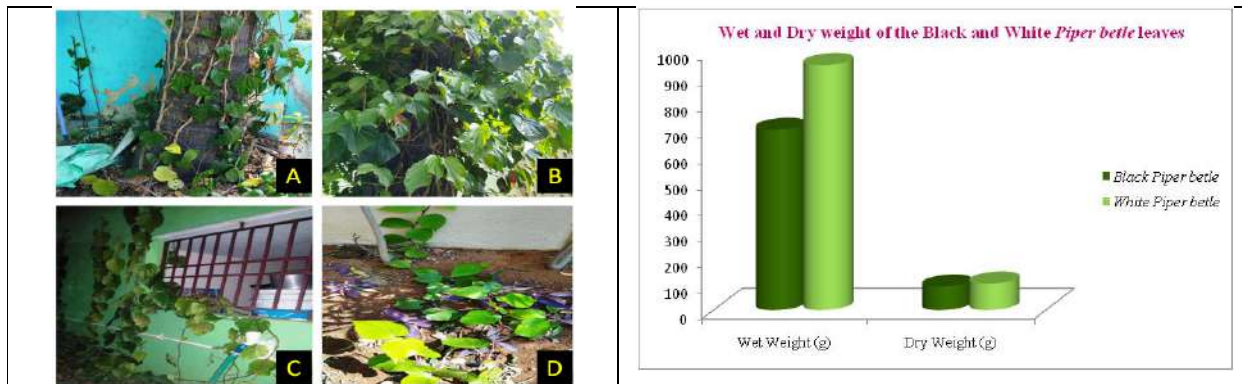 A
B
C
D
Wet and Dry weight of the Black and White Piper betle leaves
1000
900
800
700
600
500
400
300
200
100
0
Wet Weight (g)
Dry Weight (g)
Black Piper betle
White Piper betle